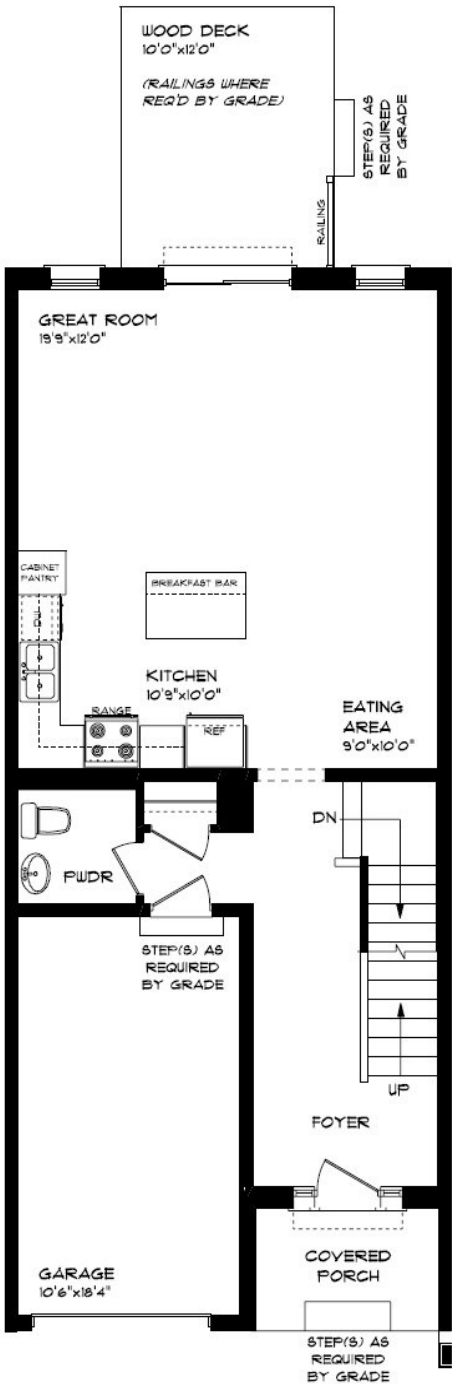 WOOD DECK
10'0"x12'0"
(RAILINGS WHERE
REQ'D BY GRADE)
STEP(S) AS
REQUIRED
BY GRADE
RAILING
GREAT ROOM
19'9"x12'0"
CABINET
PANTRY
DW
BREAKFAST BAR
KITCHEN
10'9"x10'0"
RANGE
REF
EATING
AREA
9'0"x10'0"
DN
PWDR
STEP(S) AS
REQUIRED
BY GRADE
UP
FOYER
GARAGE
10'6"x18'4"
COVERED
PORCH
STEP(S) AS
REQUIRED
BY GRADE